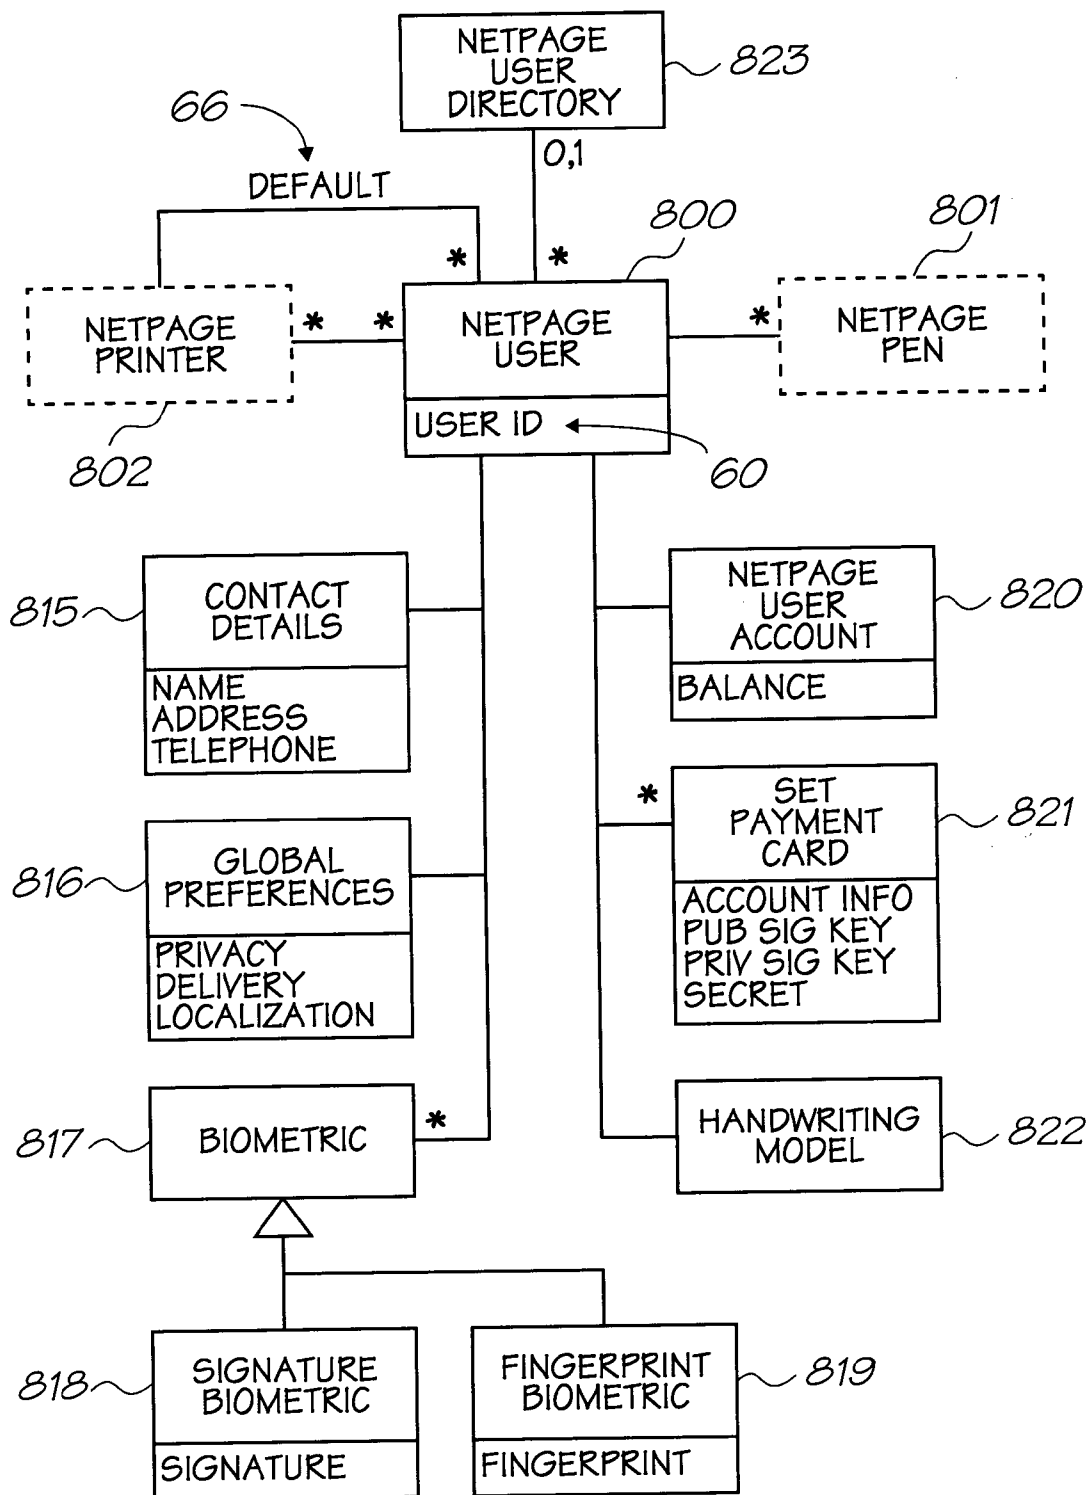 NETPAGE
USER
DIRECTORY
823
66
0,1
DEFAULT
800
801
*
*
NETPAGE
PRINTER
*
*
NETPAGE
USER
*
NETPAGE
PEN
802
USER ID
60
815
CONTACT
DETAILS
NAME
ADDRESS
TELEPHONE
NETPAGE
USER
ACCOUNT
820
BALANCE
816
GLOBAL
PREFERENCES
PRIVACY
DELIVERY
LOCALIZATION
*
SET
PAYMENT
CARD
821
ACCOUNT INFO
PUB SIG KEY
PRIV SIG KEY
SECRET
817
BIOMETRIC
*
HANDWRITING
MODEL
822
818
SIGNATURE
BIOMETRIC
SIGNATURE
FINGERPRINT
BIOMETRIC
819
FINGERPRINT